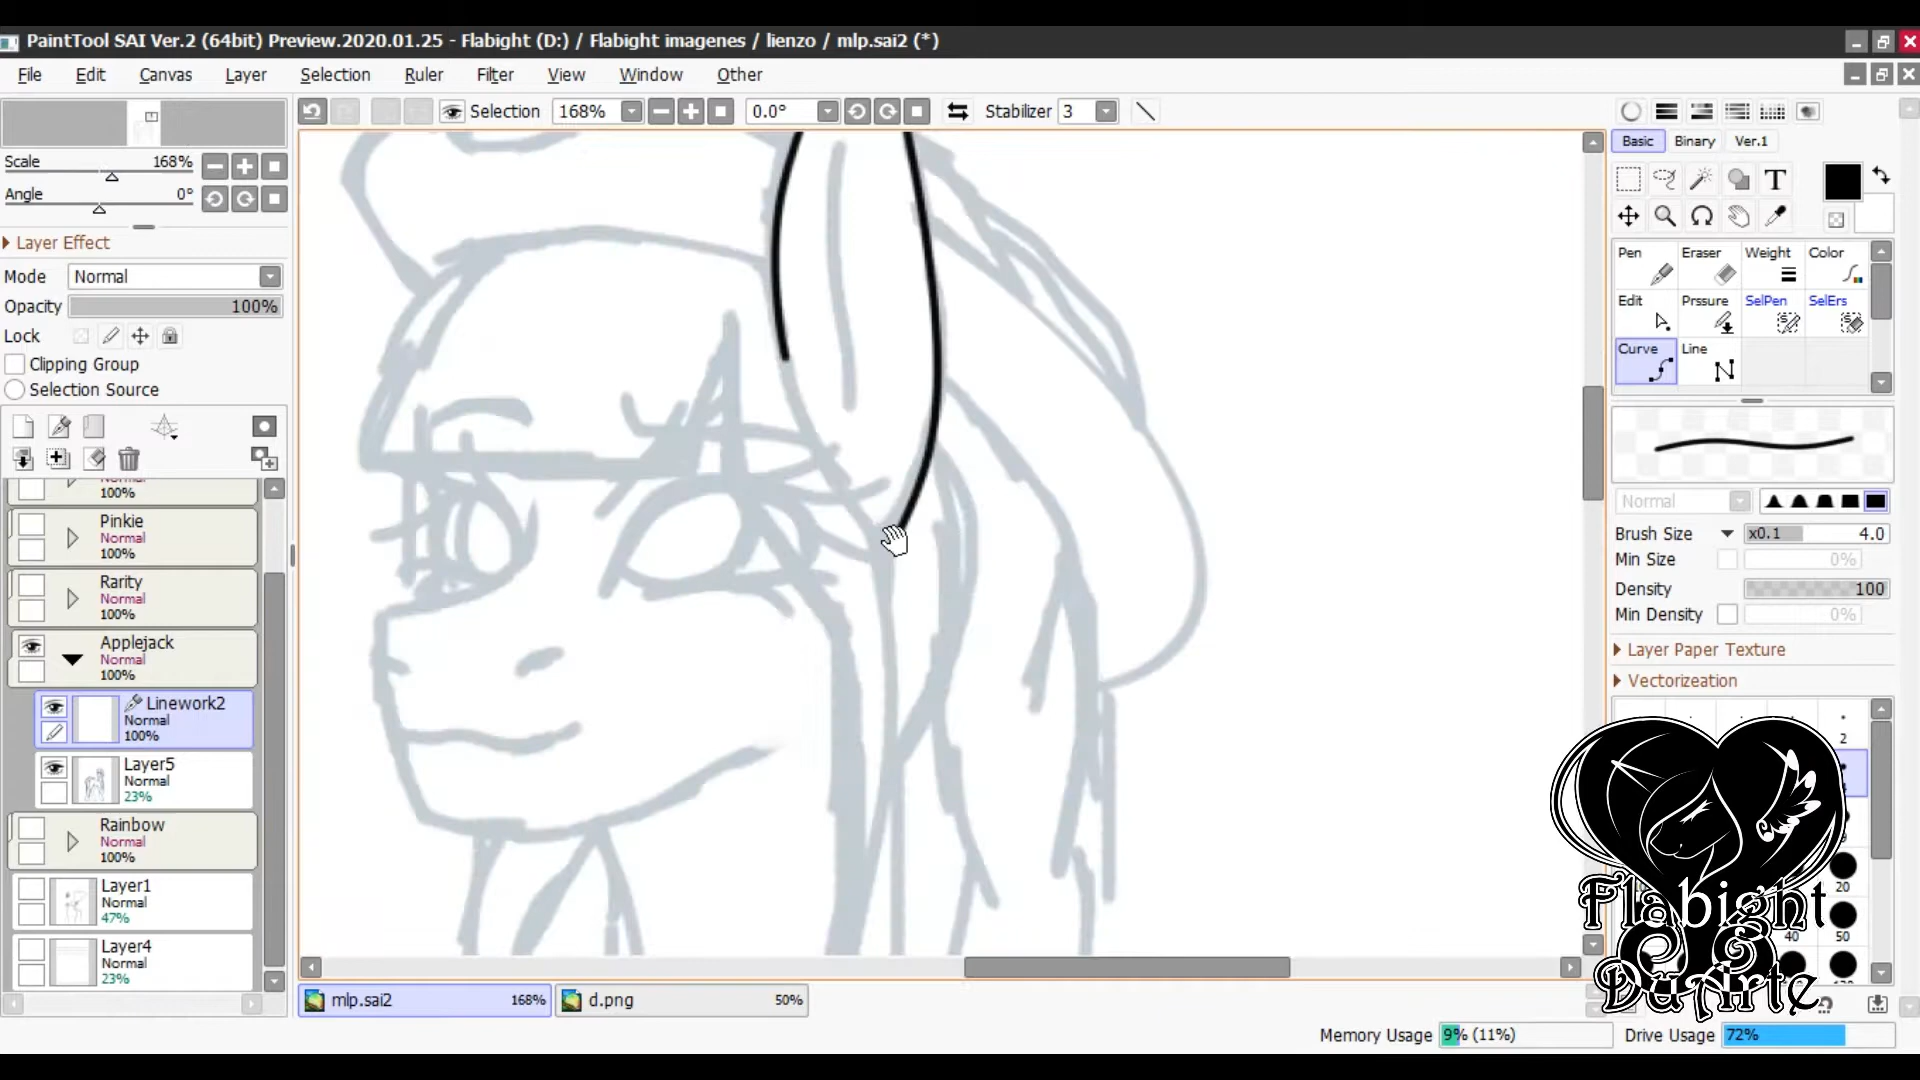 PaintTool SAI Ver.2 (64bit) Preview.2020.01.25 - Flabight (D:) / Flabight imagenes / lienzo / mlp.sai2 (*)
File Edit Canvas Layer Selection Ruler Filter View Window Other
Selection 168% 0.0° Stabilizer 3
Scale 168%
Angle 0°
Layer Effect
Mode Normal
Opacity 100%
Lock
Clipping Group
Selection Source
100%
Pinkie
Normal
100%
Rarity
Normal
100%
Applejack
Normal
100%
Linework2
Normal
100%
Layer5
Normal
23%
Rainbow
Normal
100%
Layer1
Normal
47%
Layer4
Normal
23%
mlp.sai2 168%
d.png 50%
Basic Binary Ver.1
T
Pen Eraser Weight Color
Edit Prssure SelPen SelErs
Curve Line
Normal
Brush Size x0.1 4.0
Min Size 0%
Density 100
Min Density 0%
Layer Paper Texture
Vectorizeation
2
20
40 50
Flabight
DuArte
Memory Usage 9% (11%) Drive Usage 72%